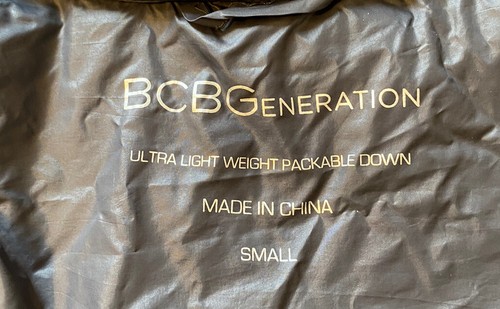 BCBGENERATION
ULTRA LIGHT WEIGHT PACKABLE DOWN
MADE IN CHINA
SMALL